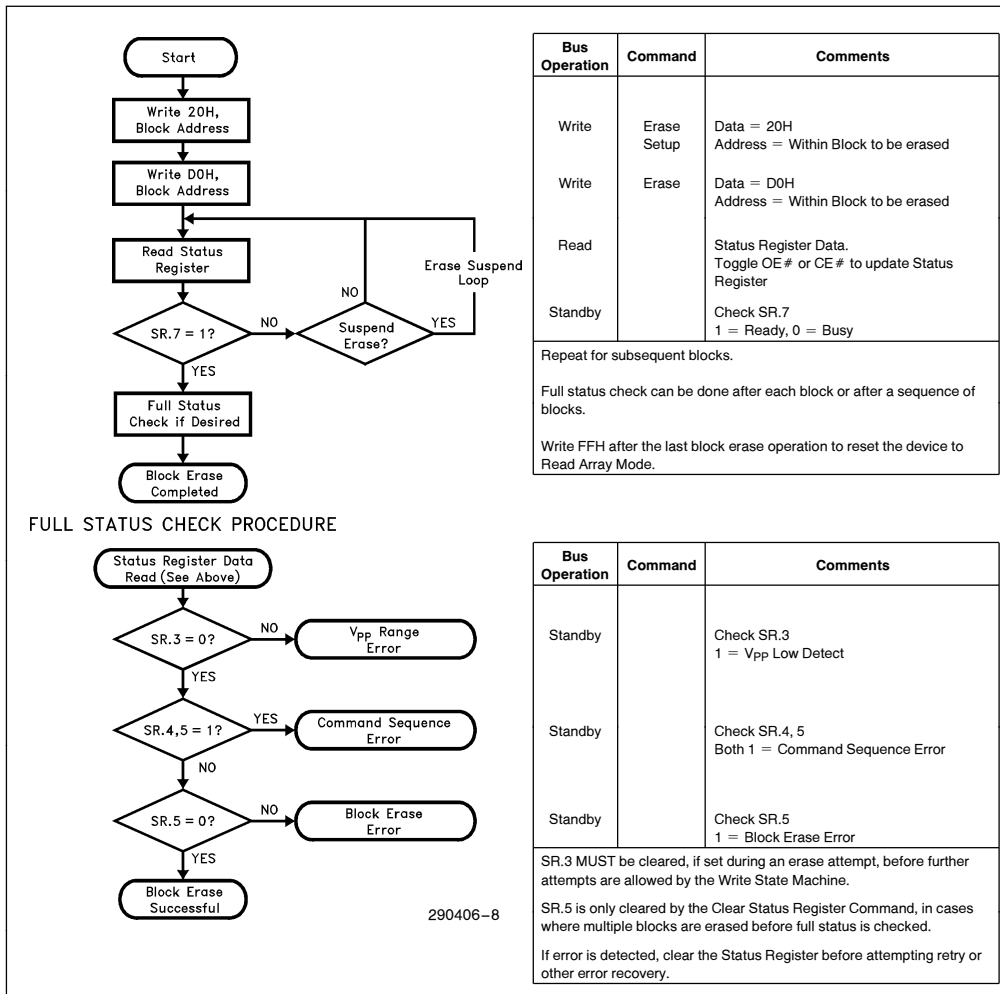 Start
Write 20H,
Block Address
Write D0H,
Block Address
Read Status
Register
Erase Suspend
Loop
NO
SR.7 = 1?
NO
Suspend
Erase?
YES
YES
Full Status
Check if Desired
Block Erase
Completed
Bus
Operation
Command
Comments
Write
Erase
Setup
Data = 20H
Address = Within Block to be erased
Write
Erase
Data = D0H
Address = Within Block to be erased
Read
Status Register Data.
Toggle OE# or CE# to update Status
Register
Standby
Check SR.7
1 = Ready, 0 = Busy
Repeat for subsequent blocks.
Full status check can be done after each block or after a sequence of
blocks.
Write FFH after the last block erase operation to reset the device to
Read Array Mode.
FULL STATUS CHECK PROCEDURE
Status Register Data
Read (See Above)
SR.3 = 0?
NO
VPP Range
Error
YES
SR.4,5 = 1?
YES
Command Sequence
Error
NO
SR.5 = 0?
NO
Block Erase
Error
YES
Block Erase
Successful
290406–8
Bus
Operation
Command
Comments
Standby
Check SR.3
1 = VPP Low Detect
Standby
Check SR.4, 5
Both 1 = Command Sequence Error
Standby
Check SR.5
1 = Block Erase Error
SR.3 MUST be cleared, if set during an erase attempt, before further
attempts are allowed by the Write State Machine.
SR.5 is only cleared by the Clear Status Register Command, in cases
where multiple blocks are erased before full status is checked.
If error is detected, clear the Status Register before attempting retry or
other error recovery.